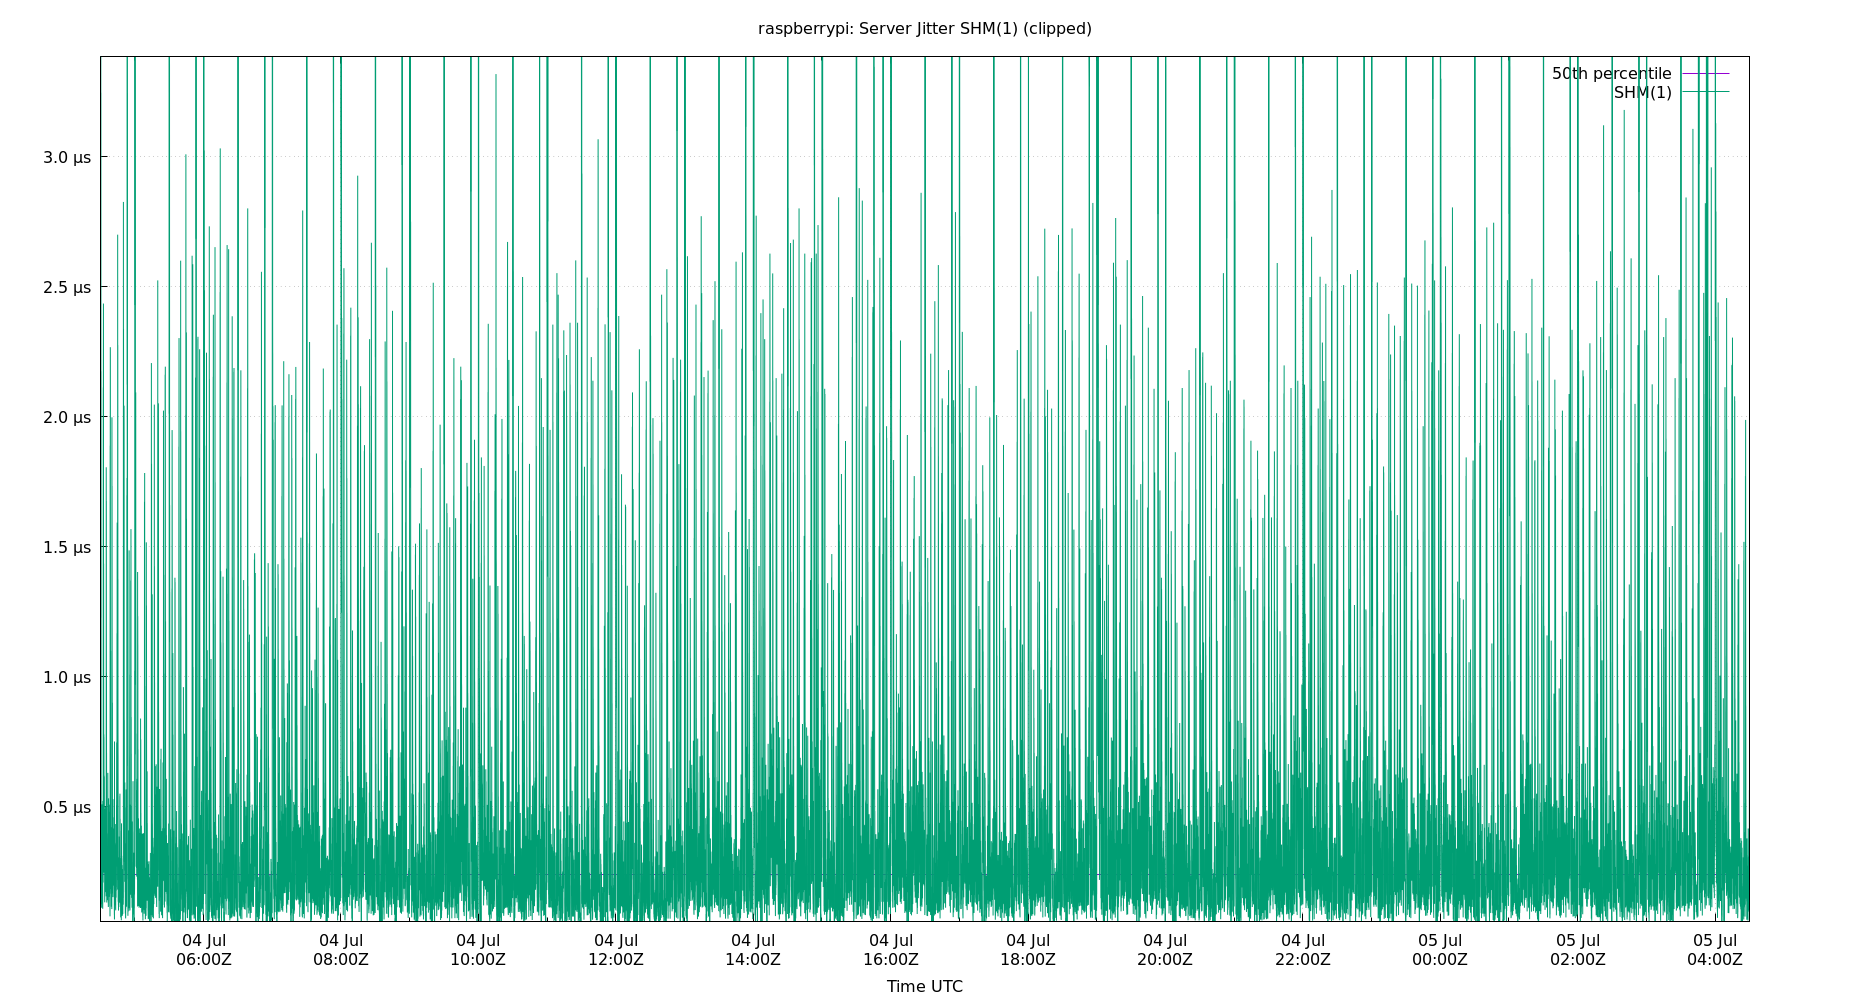 raspberrypi: Server Jitter SHM(1) (clipped)
50th percentile
SHM(1)
3.0 µs
2.5 µs
2.0 µs
1.5 µs
1.0 µs
0.5 µs
04 Jul 04 Jul 04 Jul 04 Jul 04 Jul 04 Jul 04 Jul 04 Jul 04 Jul 05 Jul 05 Jul 05 Jul
06:00Z 08:00Z 10:00Z 12:00Z 14:00Z 16:00Z 18:00Z 20:00Z 22:00Z 00:00Z 02:00Z 04:00Z
Time UTC